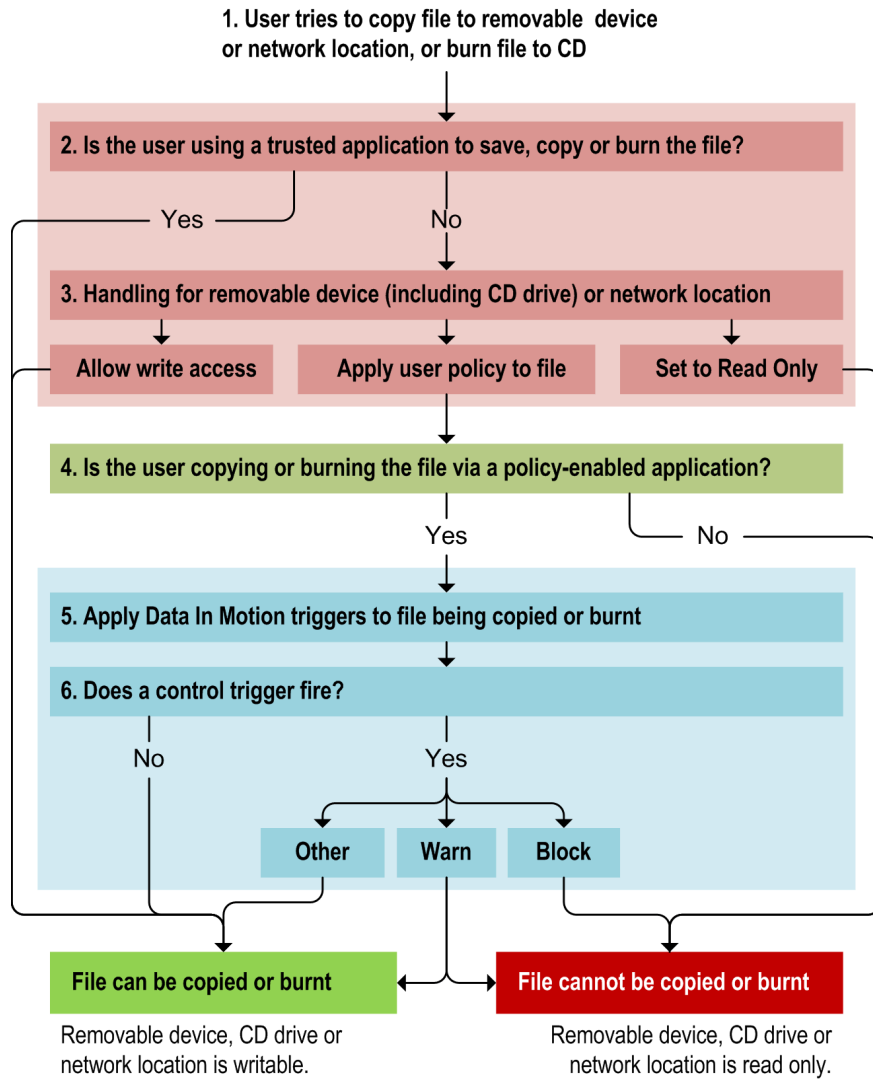 1. User tries to copy file to removable device
or network location, or burn file to CD
2. Is the user using a trusted application to save, copy or burn the file?
Yes
No
3. Handling for removable device (including CD drive) or network location
Allow write access
Apply user policy to file
Set to Read Only
4. Is the user copying or burning the file via a policy-enabled application?
Yes
No
5. Apply Data In Motion triggers to file being copied or burnt
6. Does a control trigger fire?
No
Yes
Other
Warn
Block
File can be copied or burnt
File cannot be copied or burnt
Removable device, CD drive or
network location is writable.
Removable device, CD drive or
network location is read only.